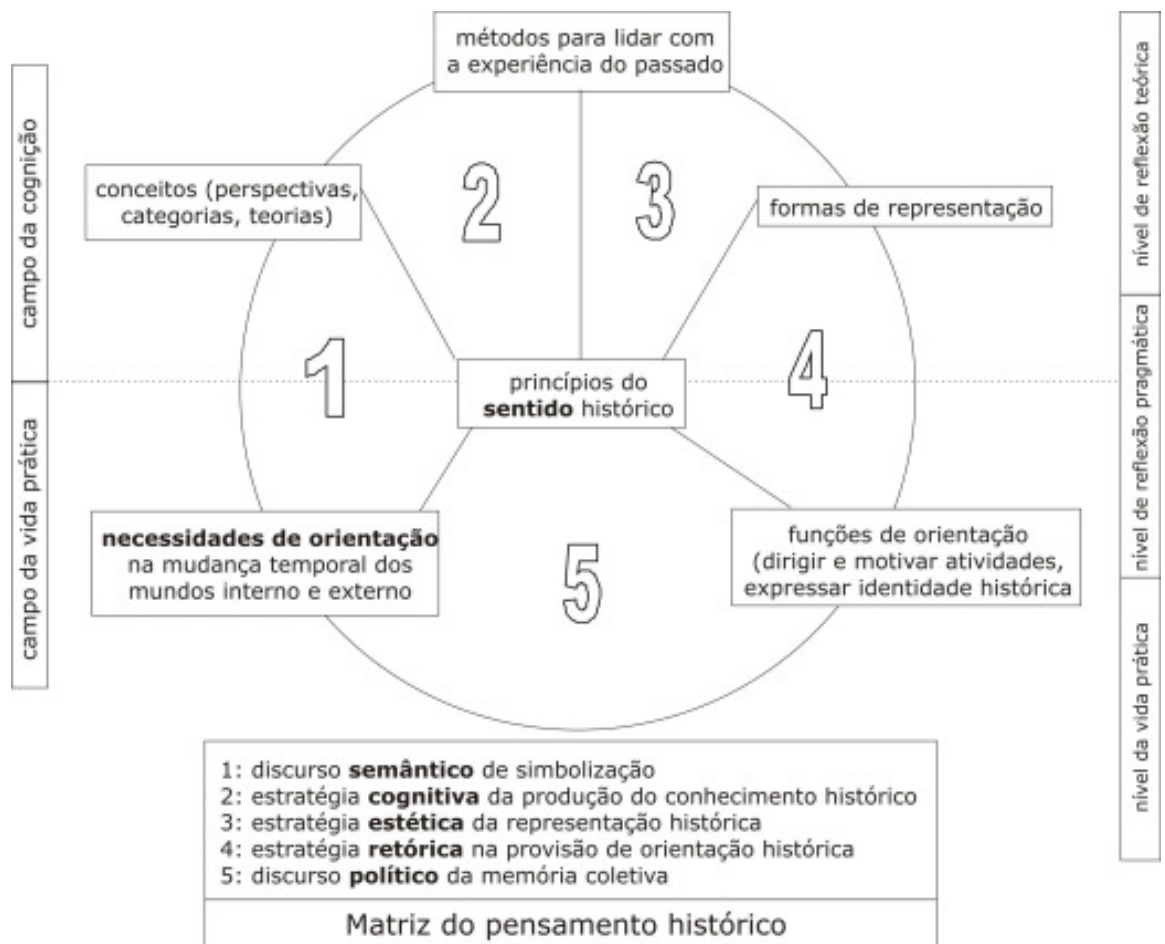 métodos para lidar com
a experiência do passado
campo da cognição
nível de reflexão teórica
2
3
conceitos (perspectivas,
categorias, teorias)
formas de representação
1
4
princípios do
sentido histórico
nível de reflexão pragmática
campo da vida prática
necessidades de orientação
na mudança temporal dos
mundos interno e externo
5
funções de orientação
(dirigir e motivar atividades,
expressar identidade histórica
nível da vida prática
1: discurso semântico de simbolização
2: estratégia cognitiva da produção do conhecimento histórico
3: estratégia estética da representação histórica
4: estratégia retórica na provisão de orientação histórica
5: discurso político da memória coletiva
Matriz do pensamento histórico